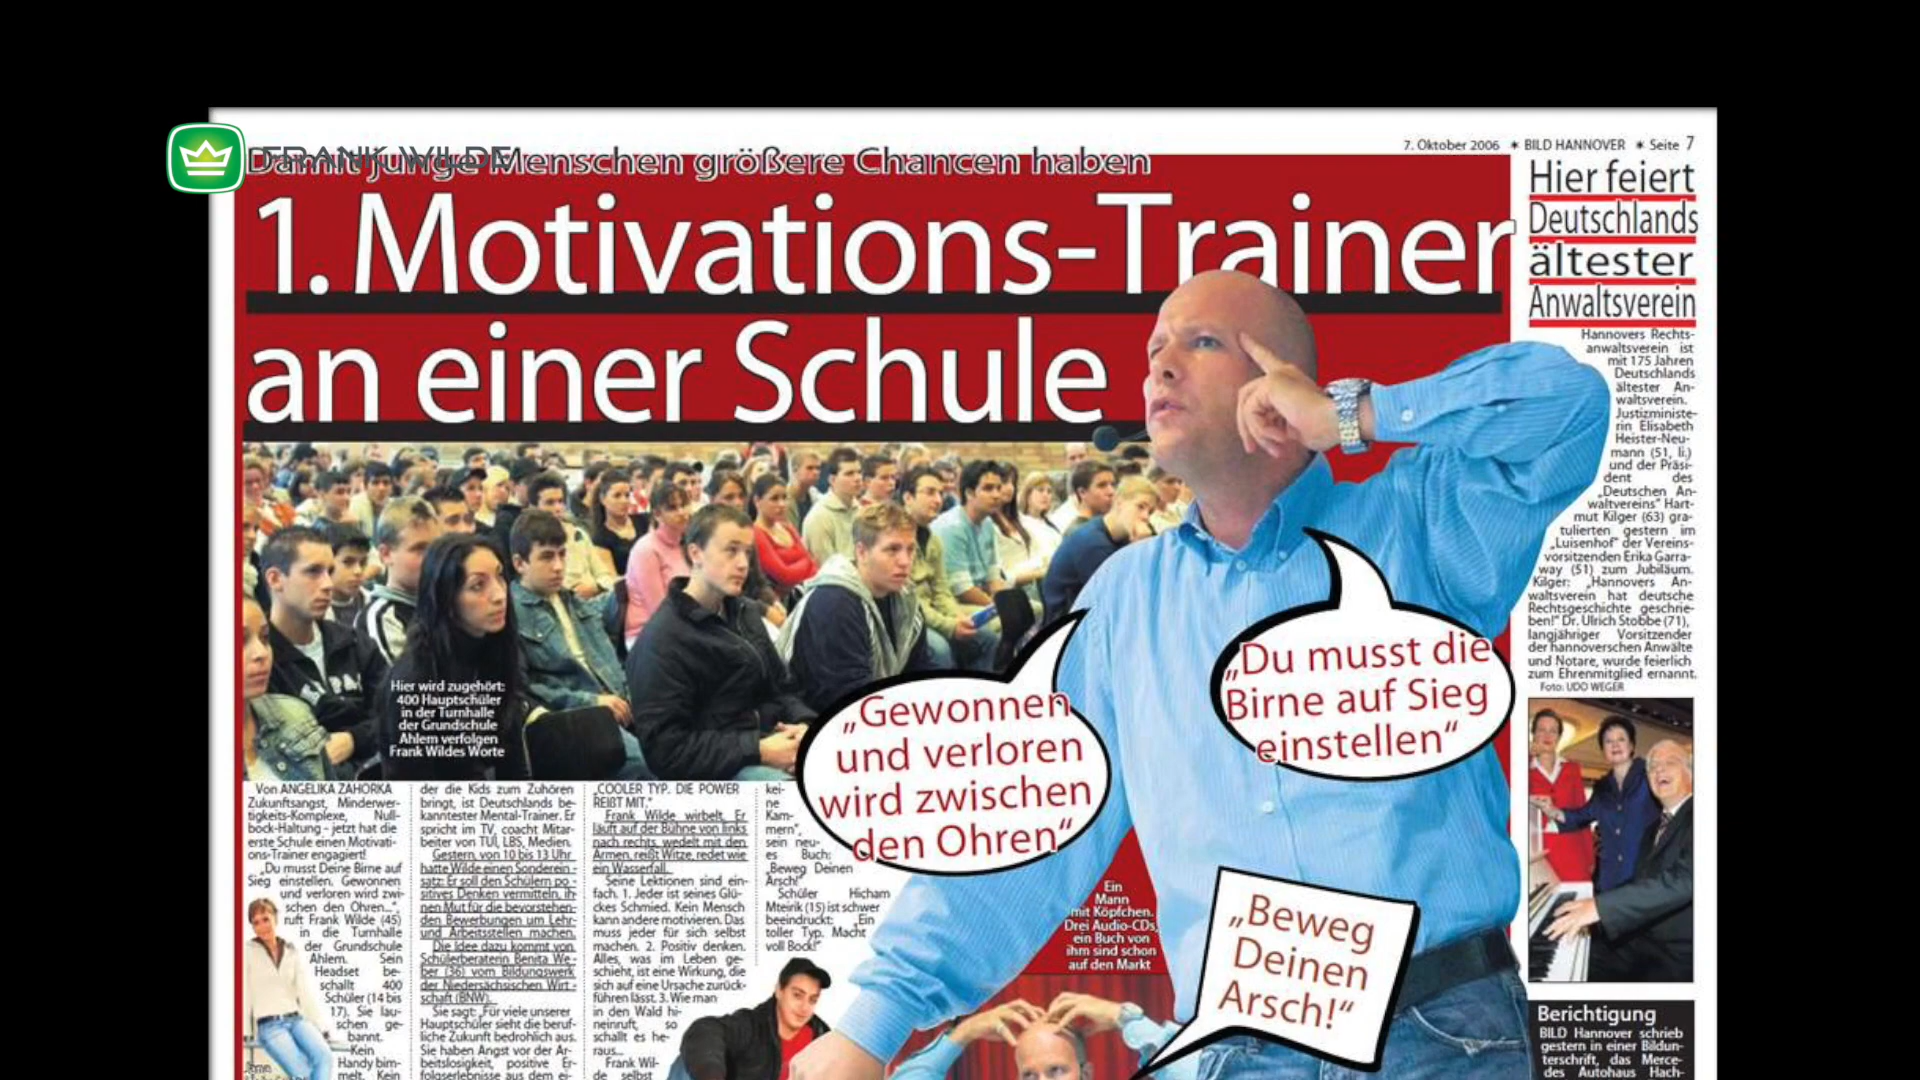 FRANK WILDE
Damit junge Menschen größere Chancen haben
7. Oktober 2006 ✶ BILD HANNOVER ✶ Seite 7
1. Motivations-Trainer
an einer Schule
Hier wird zugehört:
400 Hauptschüler
in der Turnhalle
der Grundschule
Ahlem verfolgen
Frank Wildes Worte
„Gewonnen
und verloren
wird zwischen
den Ohren“
„Du musst die
Birne auf Sieg
einstellen“
„Beweg
Deinen
Arsch!“
Von ANGELIKA ZAHORKA
Zukunftsangst, Minderwer-
tigkeits-Komplexe, Null-
bock-Haltung - jetzt hat die
erste Schule einen Motivati-
ons-Trainer engagiert!
„Du musst Deine Birne auf
Sieg einstellen. Gewonnen
und verloren wird zwi-
schen den Ohren...“,
ruft Frank Wilde (45)
in die Turnhalle
der Grundschule
Ahlem. Sein
Headset be-
schallt 400
Schüler (14 bis
17). Sie lau-
schen ge-
bannt.
Kein
Handy bim-
melt. Kein
der die Kids zum Zuhören
bringt, ist Deutschlands be-
kanntester Mental-Trainer. Er
spricht im TV, coacht Mitar-
beiter von TUI, LBS, Medien.
Gestern, von 10 bis 13 Uhr
hatte Wilde einen Sonderein-
satz: Er soll den Schülern po-
sitives Denken vermitteln, ih-
nen Mut für die bevorstehen-
den Bewerbungen um Lehr-
und Arbeitsstellen machen.
Die Idee dazu kommt von
Schülerberaterin Benita We-
ber (36) vom Bildungswerk
der Niedersächsischen Wirt-
schaft (BNW).
Sie sagt: „Für viele unserer
Hauptschüler sieht die beruf-
liche Zukunft bedrohlich aus.
Sie haben Angst vor der Ar-
beitslosigkeit, positive Er-
folgserlebnisse aus dem ei-
„COOLER TYP. DIE POWER
REIßT MIT.“
Frank Wilde wirbelt. Er
läuft auf der Bühne von links
nach rechts, wedelt mit den
Armen, reißt Witze, redet wie
ein Wasserfall.
Seine Lektionen sind ein-
fach. 1. Jeder ist seines Glü-
ckes Schmied. Kein Mensch
kann andere motivieren. Das
muss jeder für sich selbst
machen. 2. Positiv denken.
Alles, was im Leben ge-
schieht, ist eine Wirkung, die
sich auf eine Ursache zurück-
führen lässt. 3. Wie man
in den Wald hi-
neinruft, so
schallt es he-
raus...
Frank Wil-
de selbst
kei-
ne
Kam-
mern“,
sein neu-
es Buch:
„Beweg Deinen
Arsch!“
Schüler Hicham
Mteirik (15) ist schwer
beeindruckt: „Ein
toller Typ. Macht
voll Bock!“
Ein
Mann
mit Köpfchen.
Drei Audio-CDs,
ein Buch von
ihm sind schon
auf den Markt
Hier feiert
Deutschlands
ältester
Anwaltsverein
Hannovers Rechts-
anwaltsverein ist
mit 175 Jahren
Deutschlands
ältester An-
waltsverein.
Justizministe-
rin Elisabeth
Heister-Neu-
mann (51, li.)
und der Präsi-
dent des
„Deutschen An-
waltvereins“ Hart-
mut Kilger (63) gra-
tulierten gestern im
„Luisenhof“ der Vereins-
vorsitzenden Erika Garra-
way (51) zum Jubiläum.
Kilger: „Hannovers An-
waltsverein hat deutsche
Rechtsgeschichte geschrie-
ben!“ Dr. Ulrich Stobbe (71),
langjähriger Vorsitzender
der hannoverschen Anwälte
und Notare, wurde feierlich
zum Ehrenmitglied ernannt.
Foto: UDO WEGER
Berichtigung
BILD Hannover schrieb
gestern in einer Bildun-
terschrift, das Merce-
des Autohaus Hach-